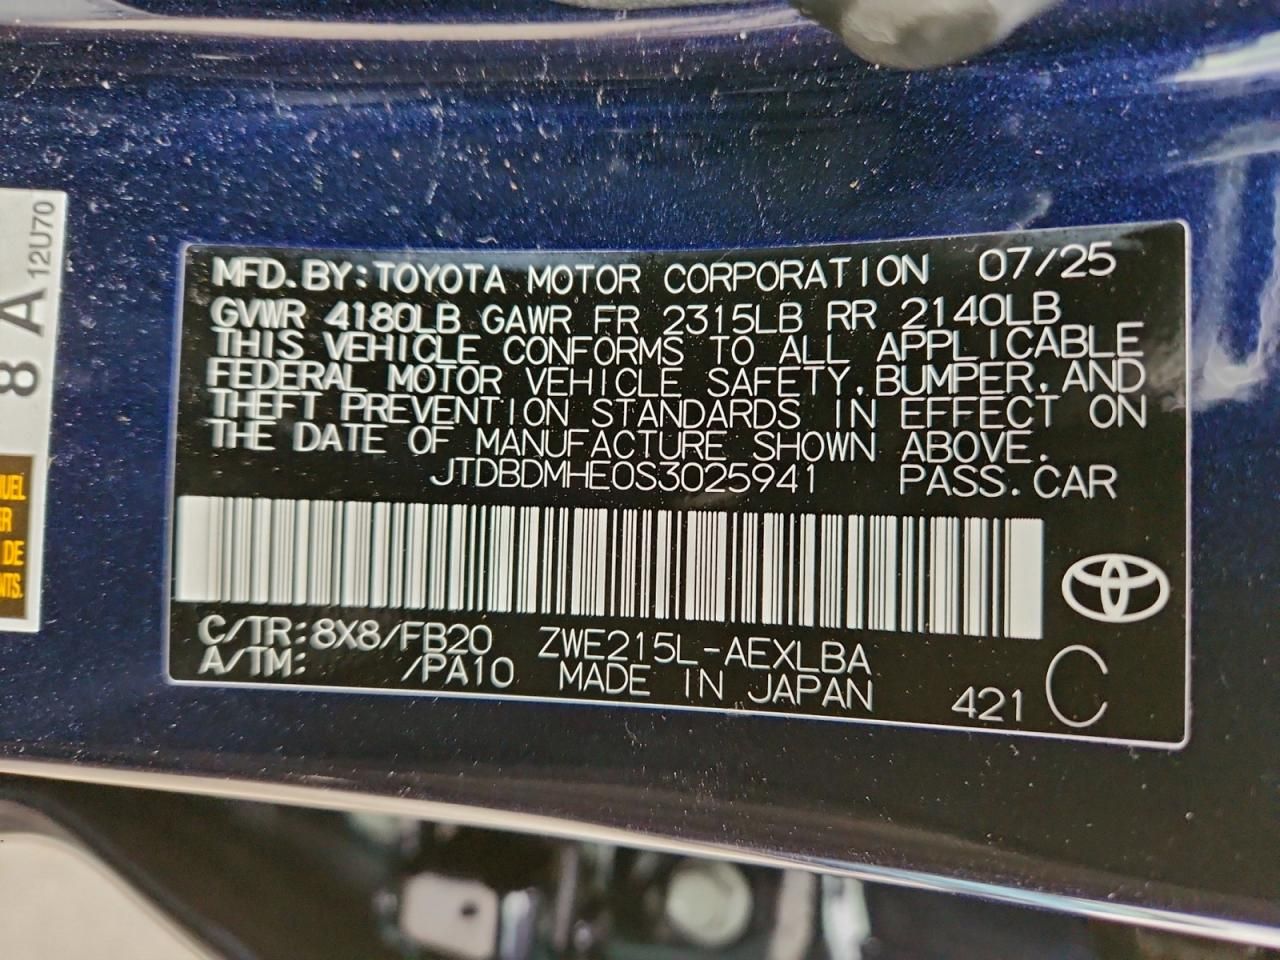 MFD.BY:TOYOTA MOTOR CORPORATION 07/25
GVWR 4180LB GAWR FR 2315LB RR 2140LB
THIS VEHICLE CONFORMS TO ALL APPLICABLE
FEDERAL MOTOR VEHICLE SAFETY,BUMPER,AND
THEFT PREVENTION STANDARDS IN EFFECT ON
THE DATE OF MANUFACTURE SHOWN ABOVE.
JTDBDMHE0S3025941 PASS.CAR
C/TR:8X8/FB20 ZWE215L-AEXLBA
A/TM: /PA10 MADE IN JAPAN 421 C
12U70
8 A
DE